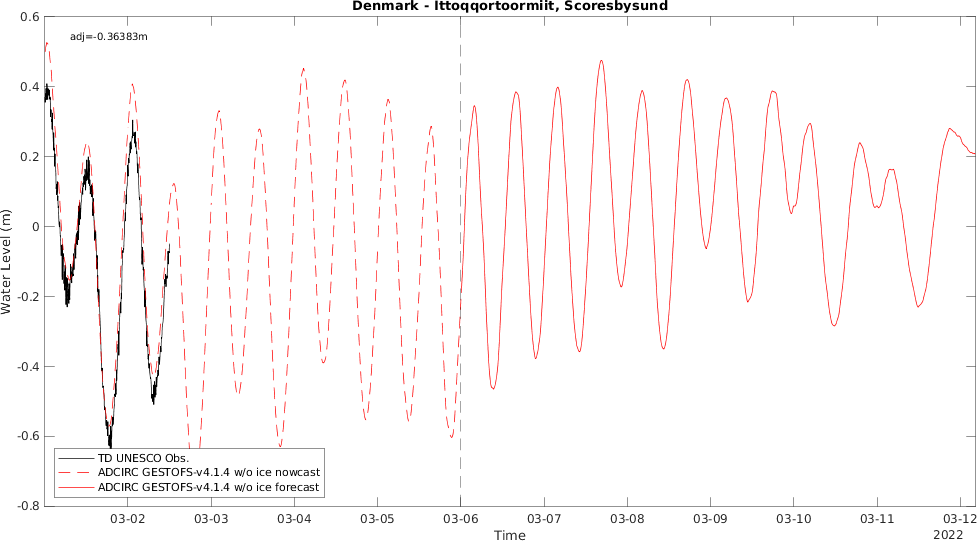 Denmark - Ittoqqortoormiit, Scoresbysund
adj=-0.36383m
0.6
0.4
0.2
0
-0.2
-0.4
-0.6
-0.8
Water Level (m)
TD UNESCO Obs.
ADCIRC GESTOFS-v4.1.4 w/o ice nowcast
ADCIRC GESTOFS-v4.1.4 w/o ice forecast
03-02 03-03 03-04 03-05 03-06 03-07 03-08 03-09 03-10 03-11 03-12
Time
2022